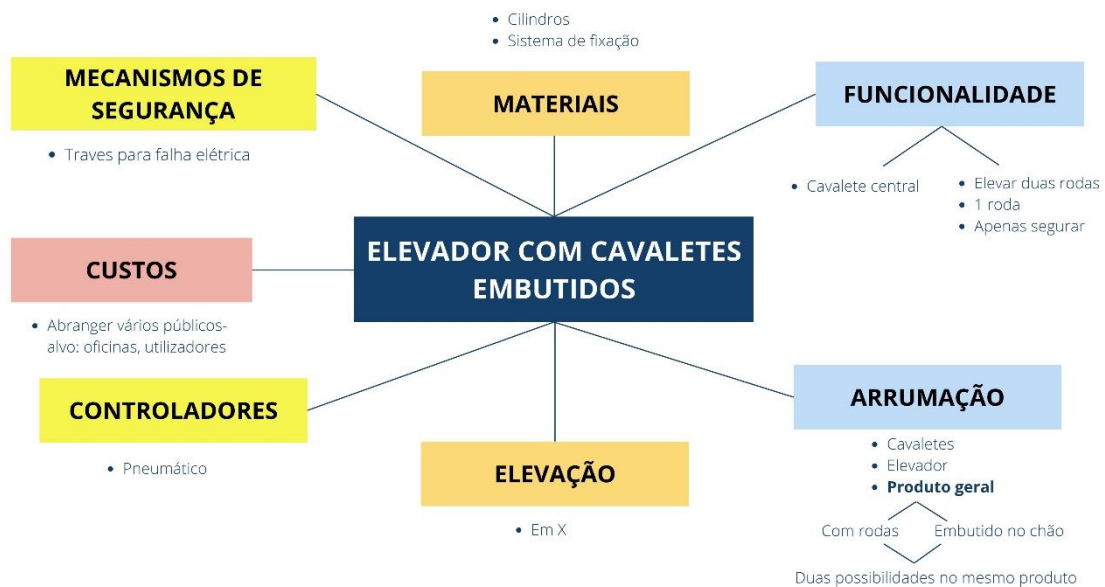 • Cilindros
• Sistema de fixação
MECANISMOS DE
SEGURANÇA
MATERIAIS
FUNCIONALIDADE
• Traves para falha elétrica
• Cavalete central
• Elevar duas rodas
• 1 roda
• Apenas segurar
ELEVADOR COM CAVALETES
EMBUTIDOS
CUSTOS
• Abranger vários públicos-
alvo: oficinas, utilizadores
CONTROLADORES
• Pneumático
ELEVAÇÃO
• Em X
ARRUMAÇÃO
• Cavaletes
• Elevador
• Produto geral
Com rodas
Embutido no chão
Duas possibilidades no mesmo produto